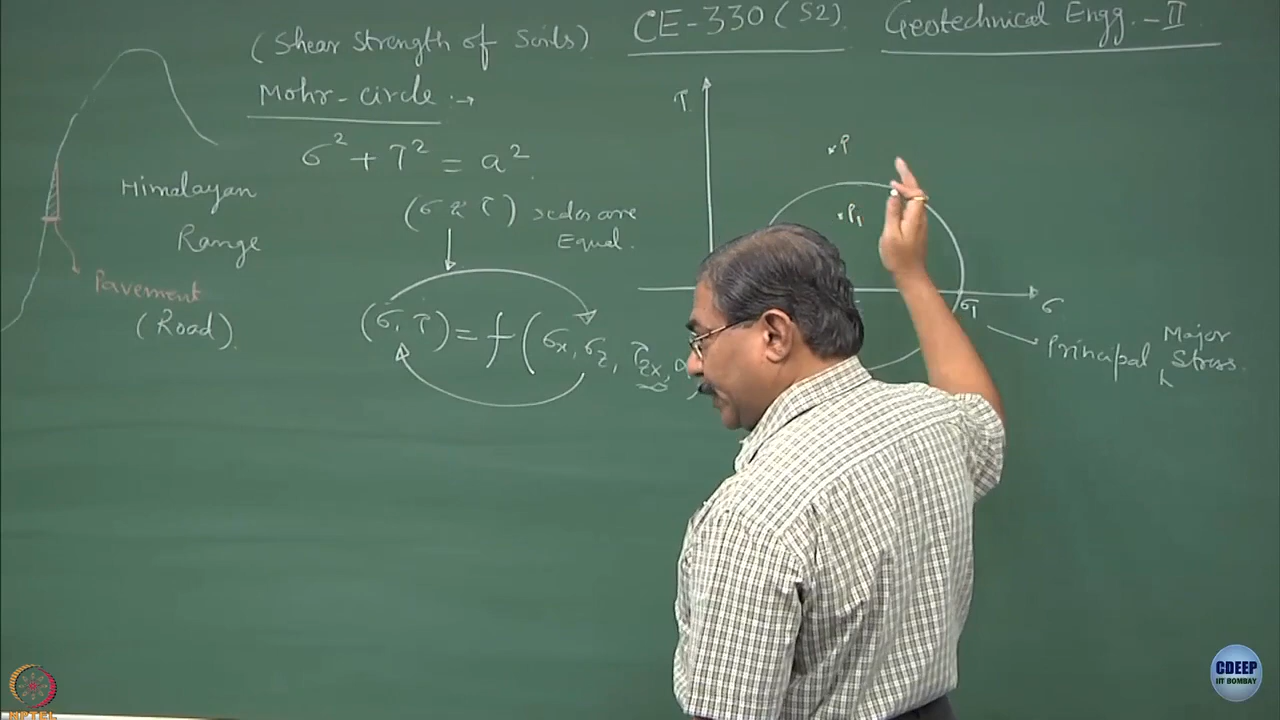 (Shear Strength of Soils)
CE-330 (S2).
Geotechnical Engg. - II
Mohr-circle :→
σ² + τ² = a².
(σ & τ) scales are
Equal.
(σ, τ) = f(σx, σz, τzx, α
Himalayan
Range
Pavement
(Road).
τ
P
P₁
σ₁
σ
Principal Stress.
Major
NPTEL
CDEEP
IIT BOMBAY